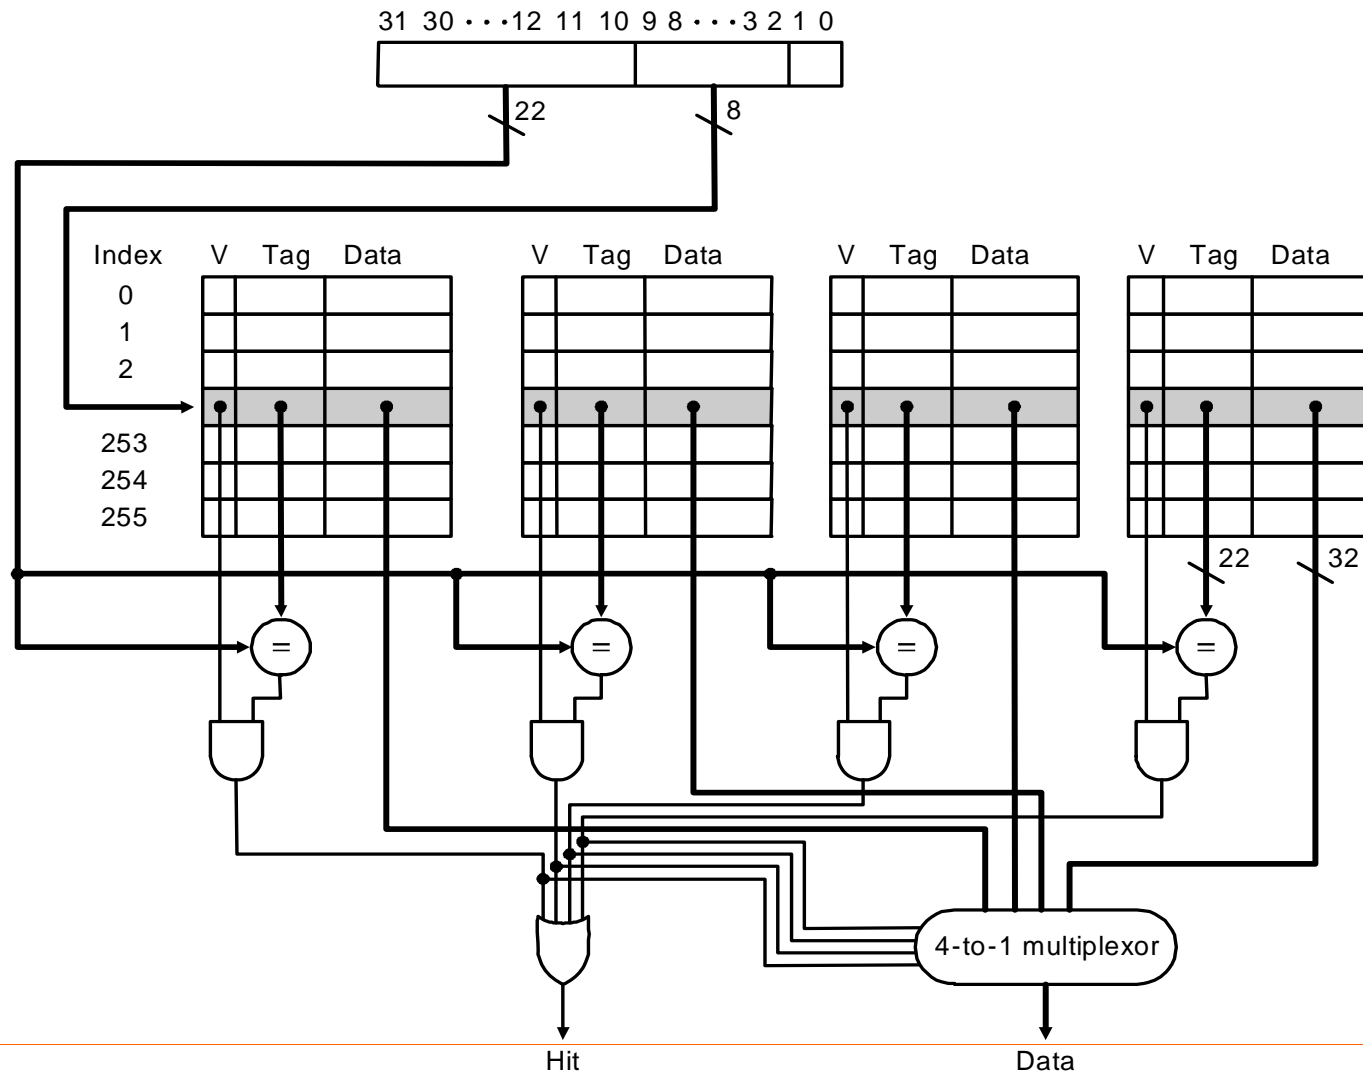 31 30 ···12 11 10 9 8 ···3 2 1 0
22 8
Index V Tag Data V Tag Data V Tag Data V Tag Data
0
1
2
253
254
255
22 32
= = = =
4-to-1 multiplexor
Hit Data